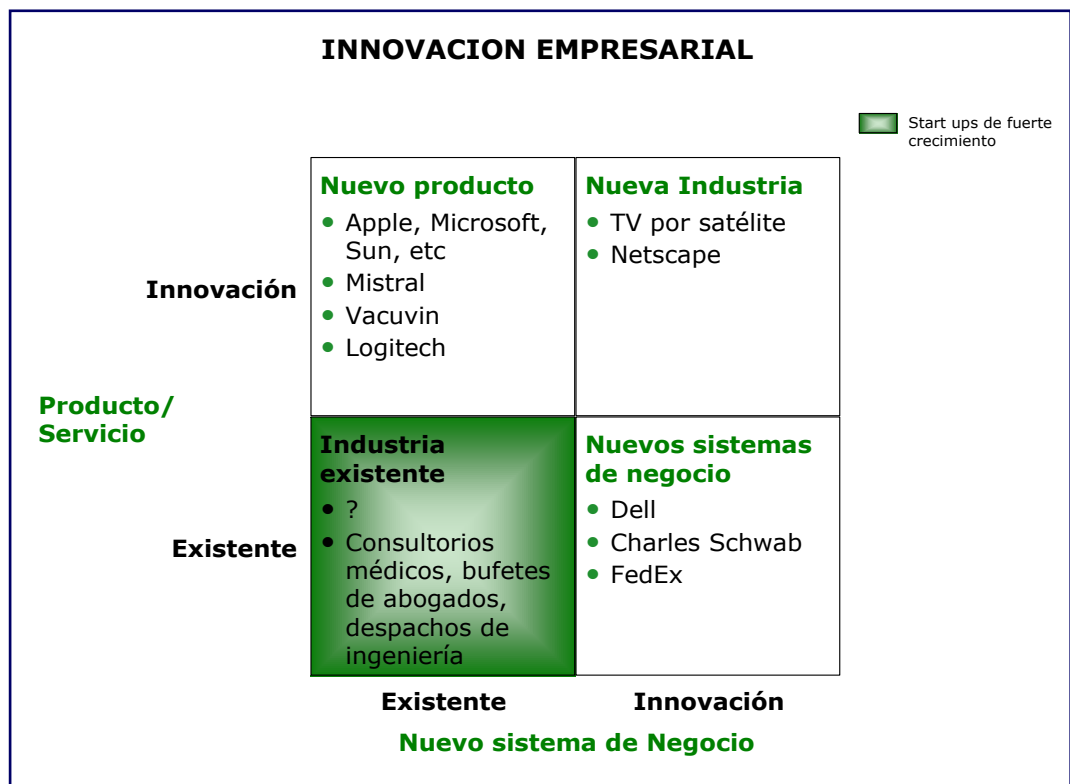 INNOVACION EMPRESARIAL
Start ups de fuerte
crecimiento
Nuevo producto
• Apple, Microsoft,
Sun, etc
• Mistral
• Vacuvin
• Logitech
Nueva Industria
• TV por satélite
• Netscape
Innovación
Producto/
Servicio
Industria
existente
• ?
• Consultorios
médicos, bufetes
de abogados,
despachos de
ingeniería
Nuevos sistemas
de negocio
• Dell
• Charles Schwab
• FedEx
Existente
Existente
Innovación
Nuevo sistema de Negocio